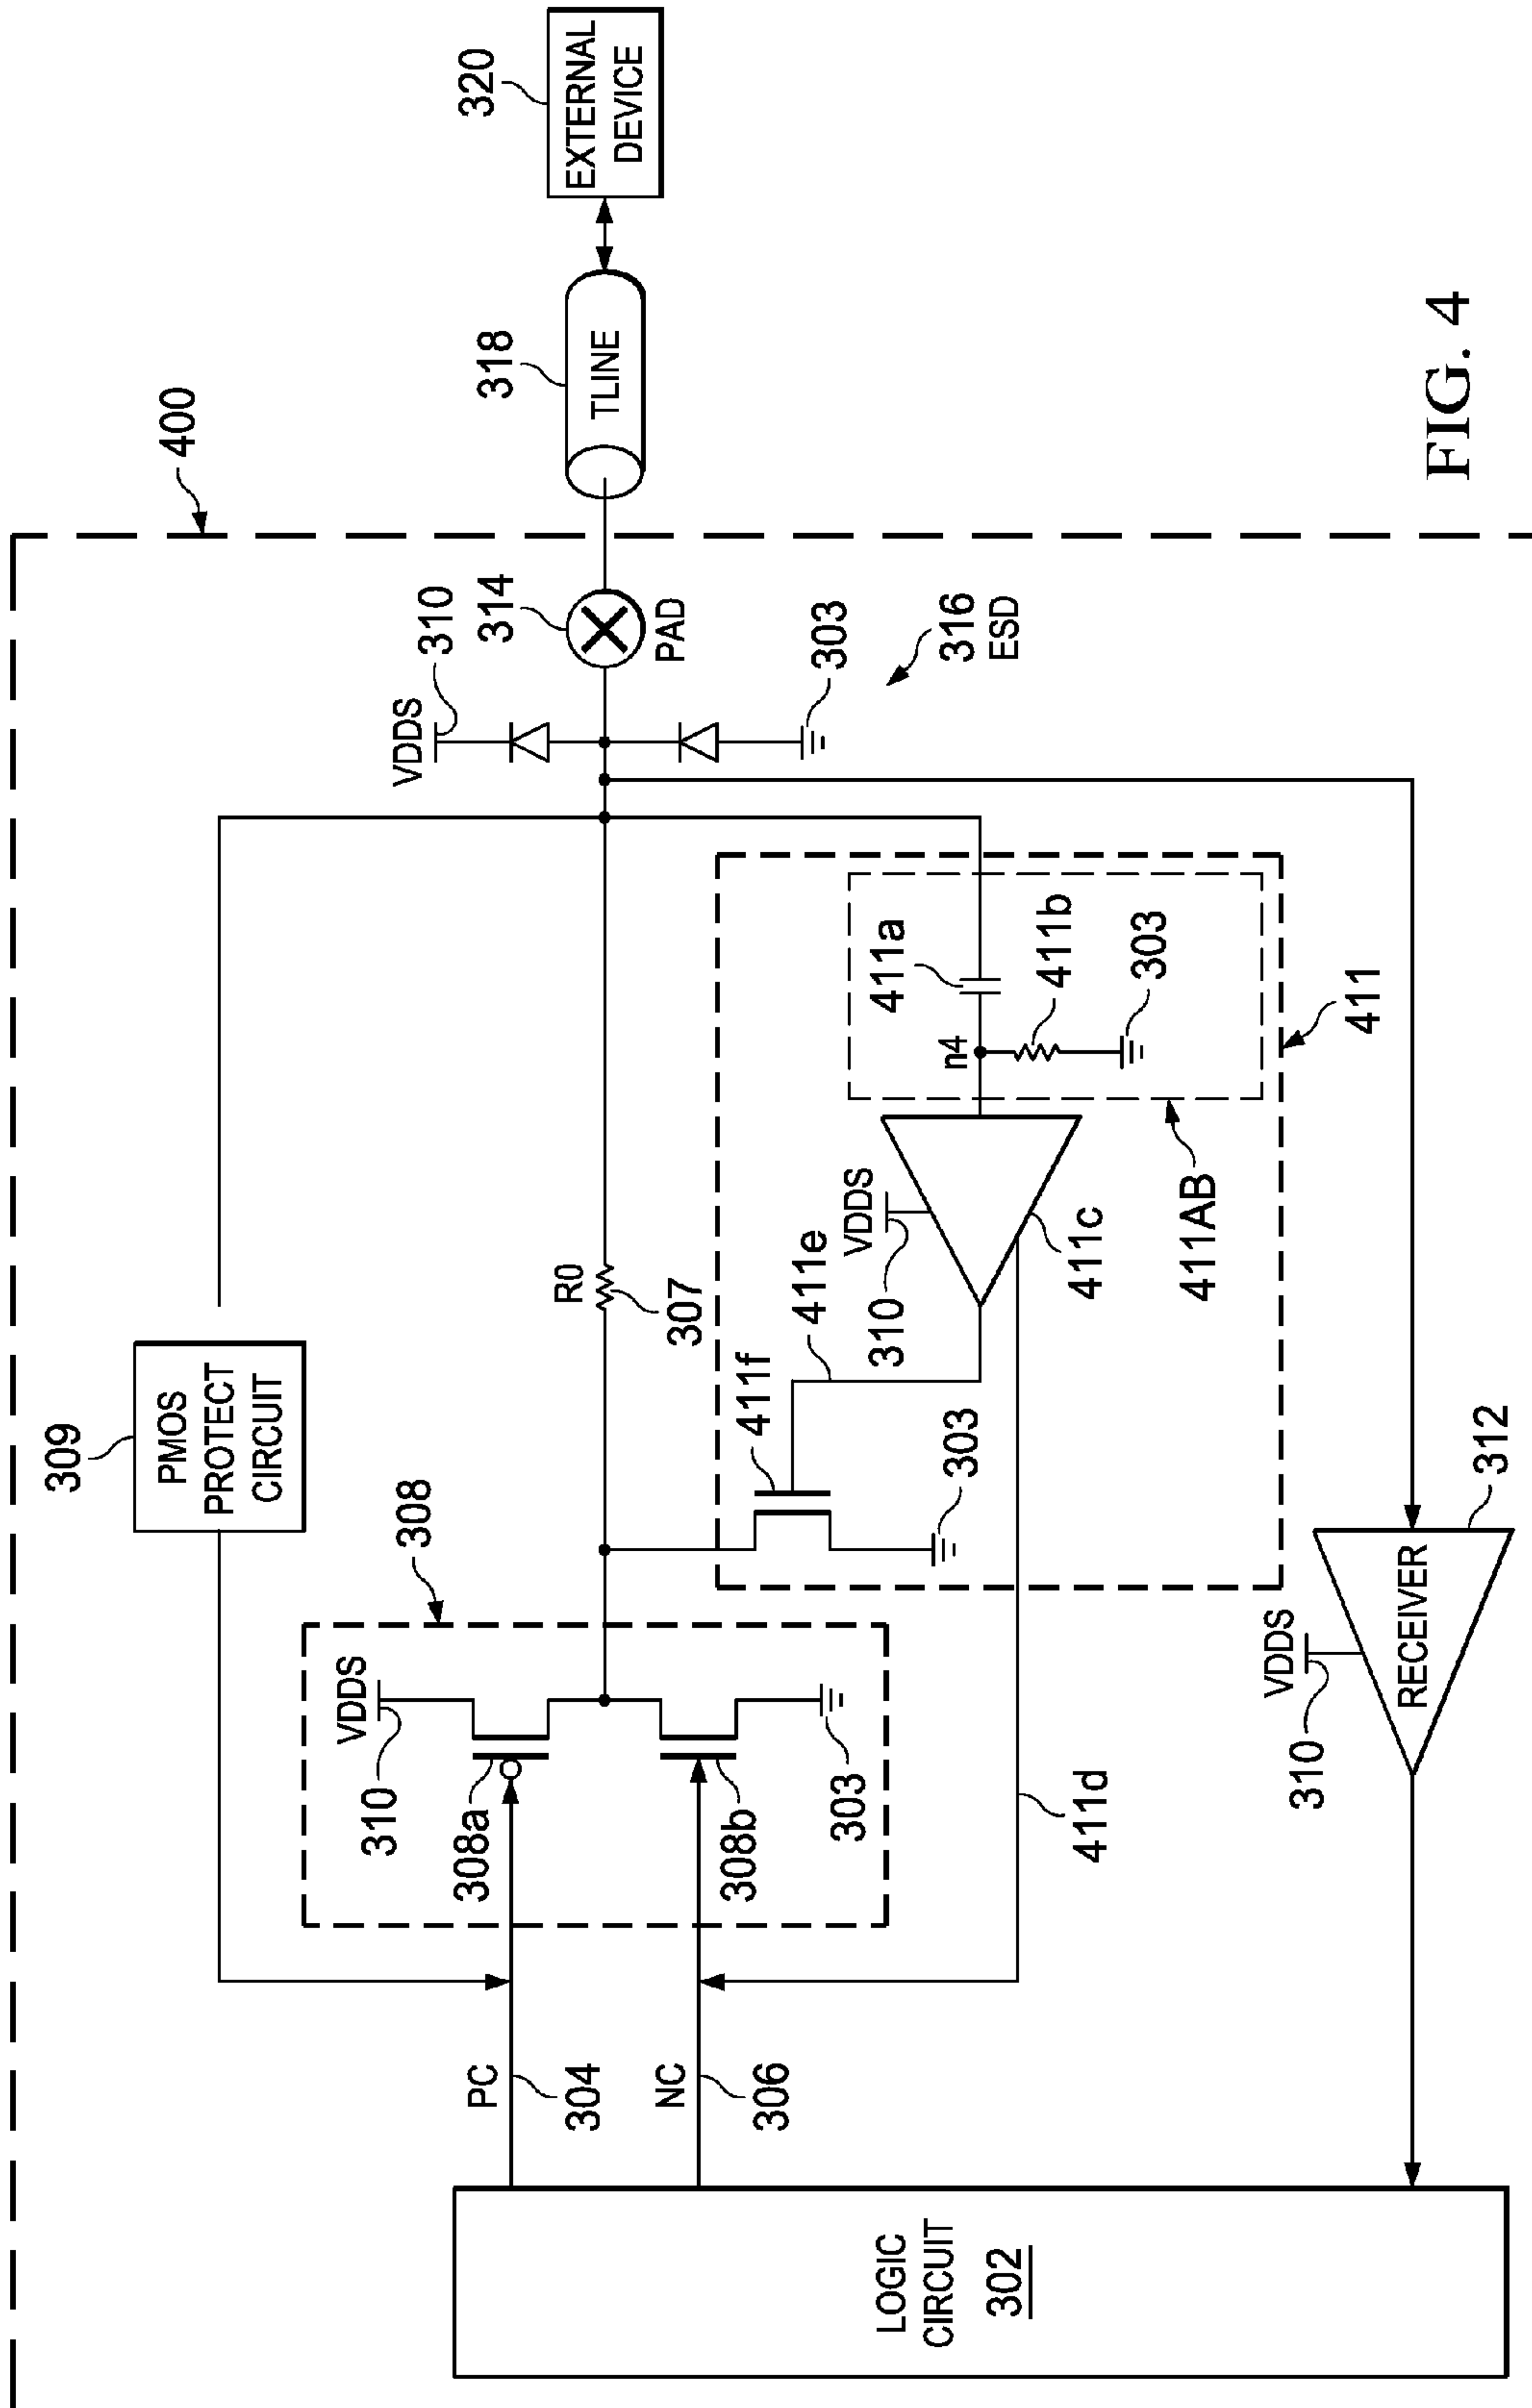 400
309
PMOS
PROTECT
CIRCUIT
308
VDDS
310
308a
308b
303
PC
304
NC
306
LOGIC
CIRCUIT
302
R0
307
VDDS
310
314
PAD
303
316
ESD
318
TLINE
320
EXTERNAL
DEVICE
411f
303
411e
VDDS
310
411c
n4
411a
411b
303
411AB
411
411d
VDDS
310
RECEIVER
312
FIG. 4